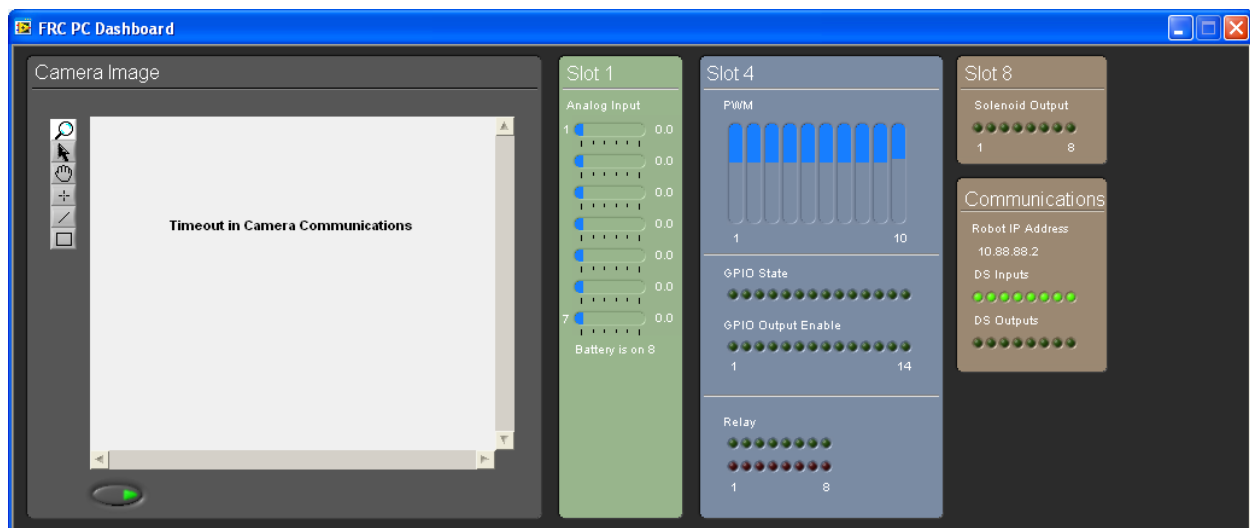 FRC PC Dashboard
Camera Image
Timeout in Camera Communications
Slot 1
Analog Input
1 0.0
0.0
0.0
0.0
0.0
0.0
7 0.0
Battery is on 8
Slot 4
PWM
1 10
GPIO State
GPIO Output Enable
1 14
Relay
1 8
Slot 8
Solenoid Output
1 8
Communications
Robot IP Address
10.88.88.2
DS Inputs
DS Outputs